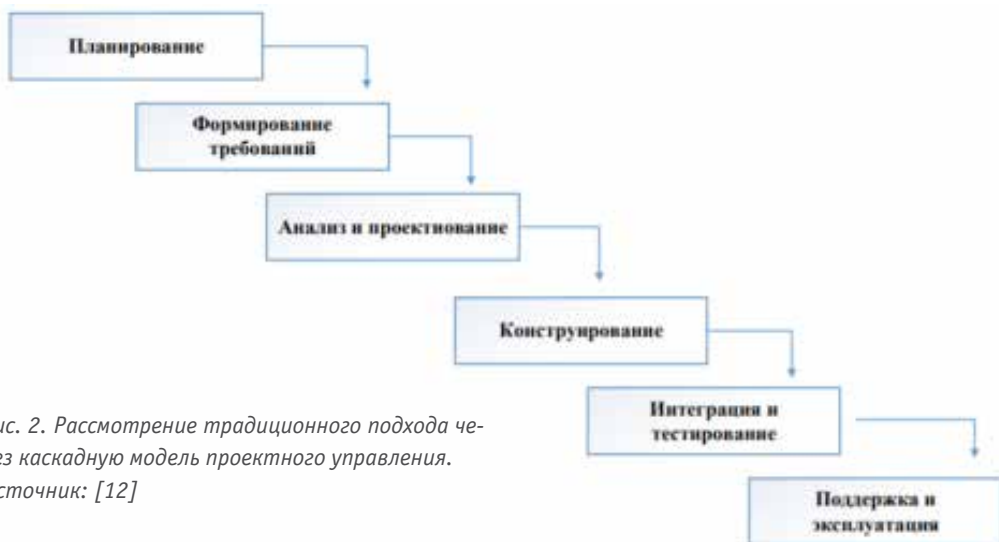 Планирование
Формирование
требований
Анализ и проектиование
Конструирование
Интеграция и
тестирование
ис. 2. Рассмотрение традиционного подхода че-
ез каскадную модель проектного управления.
сточник: [12]
Поддержка и
эксплуатация